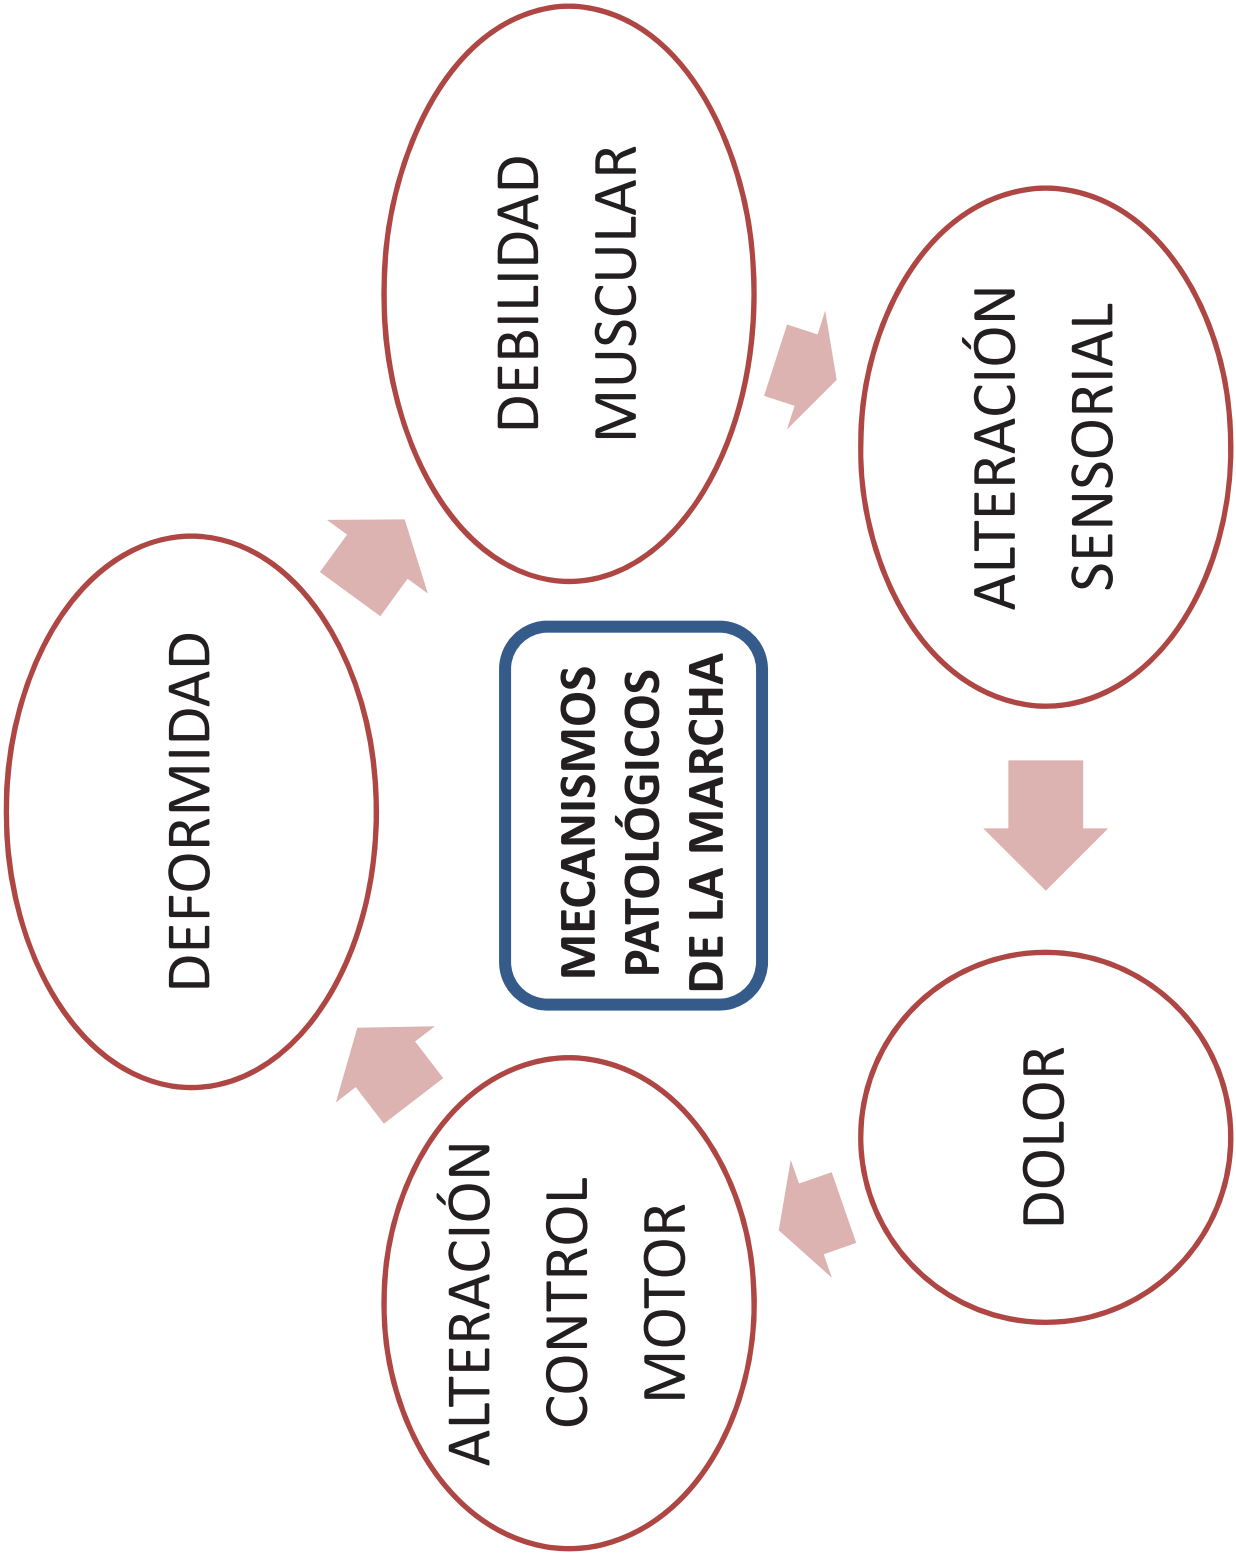 DEFORMIDAD
DEBILIDAD
MUSCULAR
ALTERACIÓN
SENSORIAL
DOLOR
ALTERACIÓN
CONTROL
MOTOR
MECANISMOS
PATOLÓGICOS
DE LA MARCHA